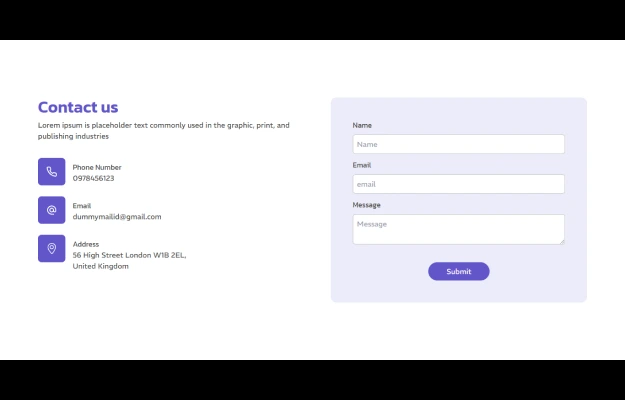 Contact us
Lorem ipsum is placeholder text commonly used in the graphic, print, and
publishing industries
Phone Number
0978456123
Email
dummymailid@gmail.com
Address
56 High Street London W1B 2EL,
United Kingdom
Name
Name
Email
email
Message
Message
Submit